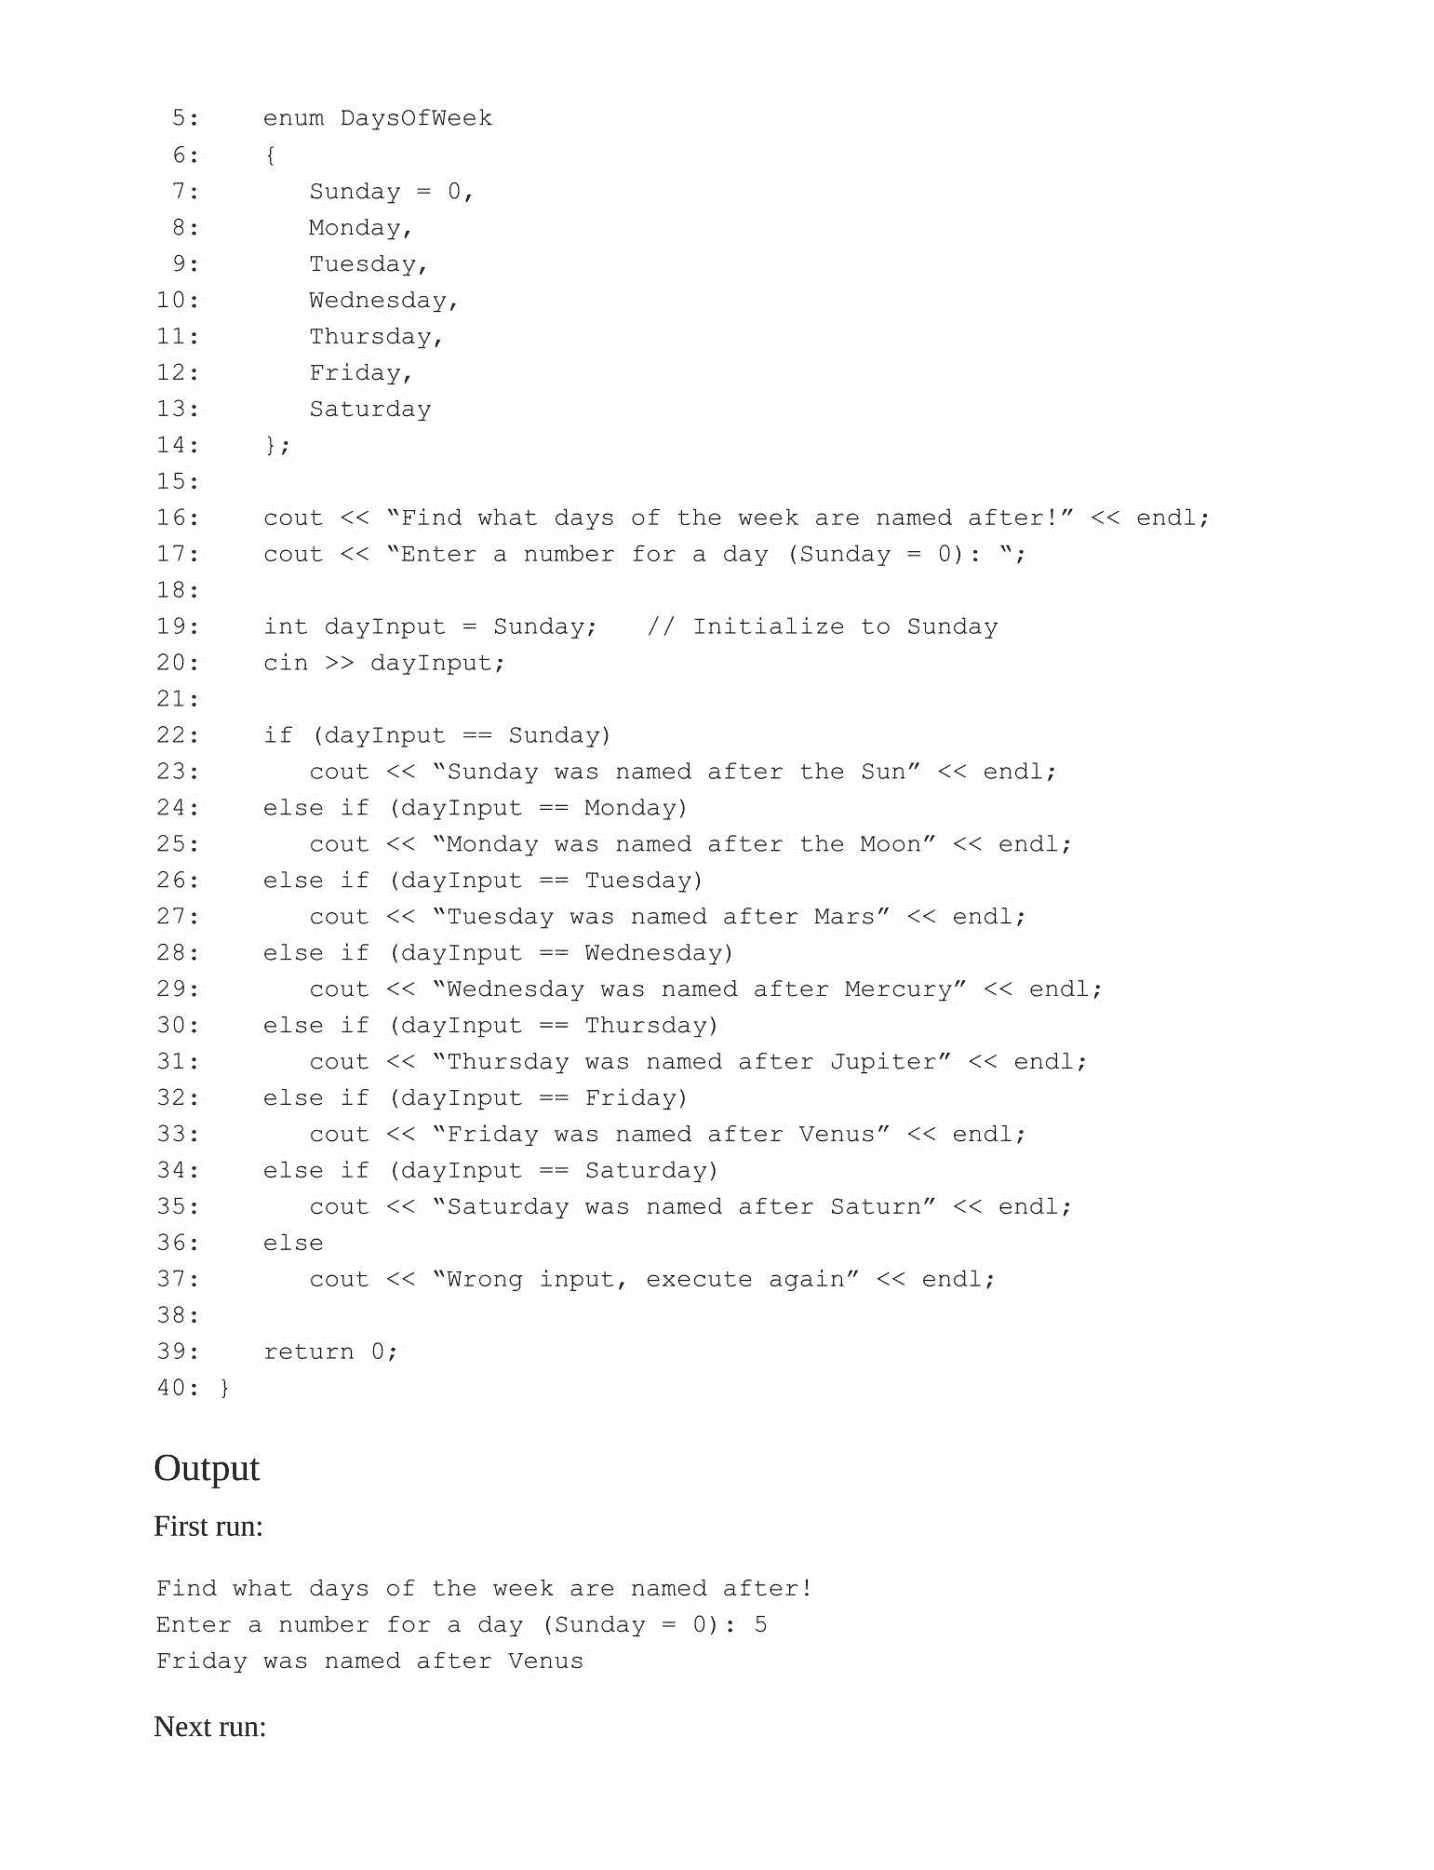 5:    enum DaysOfWeek
6:    {
7:       Sunday = 0,
8:       Monday,
9:       Tuesday,
10:       Wednesday,
11:       Thursday,
12:       Friday,
13:       Saturday
14:    };
15:
16:    cout << “Find what days of the week are named after!” << endl;
17:    cout << “Enter a number for a day (Sunday = 0): “;
18:
19:    int dayInput = Sunday;   // Initialize to Sunday
20:    cin >> dayInput;
21:
22:    if (dayInput == Sunday)
23:       cout << “Sunday was named after the Sun” << endl;
24:    else if (dayInput == Monday)
25:       cout << “Monday was named after the Moon” << endl;
26:    else if (dayInput == Tuesday)
27:       cout << “Tuesday was named after Mars” << endl;
28:    else if (dayInput == Wednesday)
29:       cout << “Wednesday was named after Mercury” << endl;
30:    else if (dayInput == Thursday)
31:       cout << “Thursday was named after Jupiter” << endl;
32:    else if (dayInput == Friday)
33:       cout << “Friday was named after Venus” << endl;
34:    else if (dayInput == Saturday)
35:       cout << “Saturday was named after Saturn” << endl;
36:    else
37:       cout << “Wrong input, execute again” << endl;
38:
39:    return 0;
40: }
Output
First run:
Find what days of the week are named after!
Enter a number for a day (Sunday = 0): 5
Friday was named after Venus
Next run: